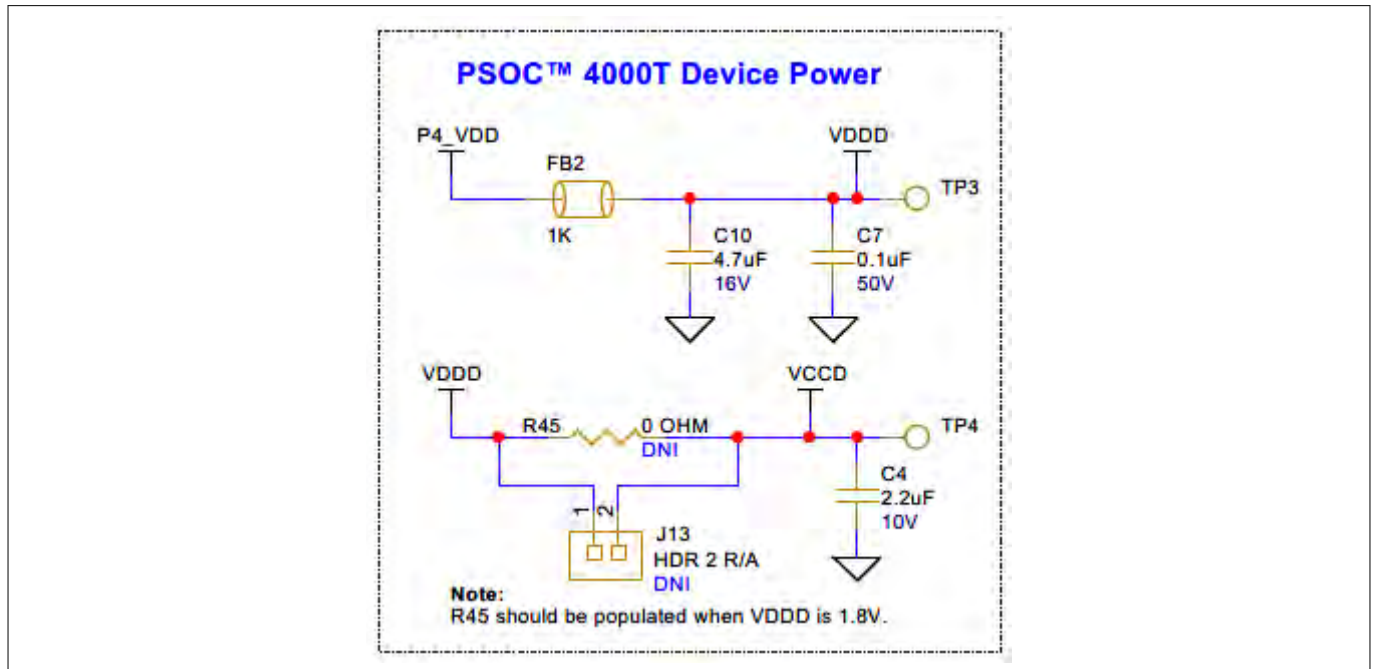 PSOC™ 4000T Device Power
P4_VDD
VDDD
FB2
TP3
1K
C10
4.7uF
16V
C7
0.1uF
50V
VDDD
VCCD
R45
0 OHM
DNI
TP4
C4
2.2uF
10V
1
2
J13
HDR 2 R/A
DNI
Note:
R45 should be populated when VDDD is 1.8V.